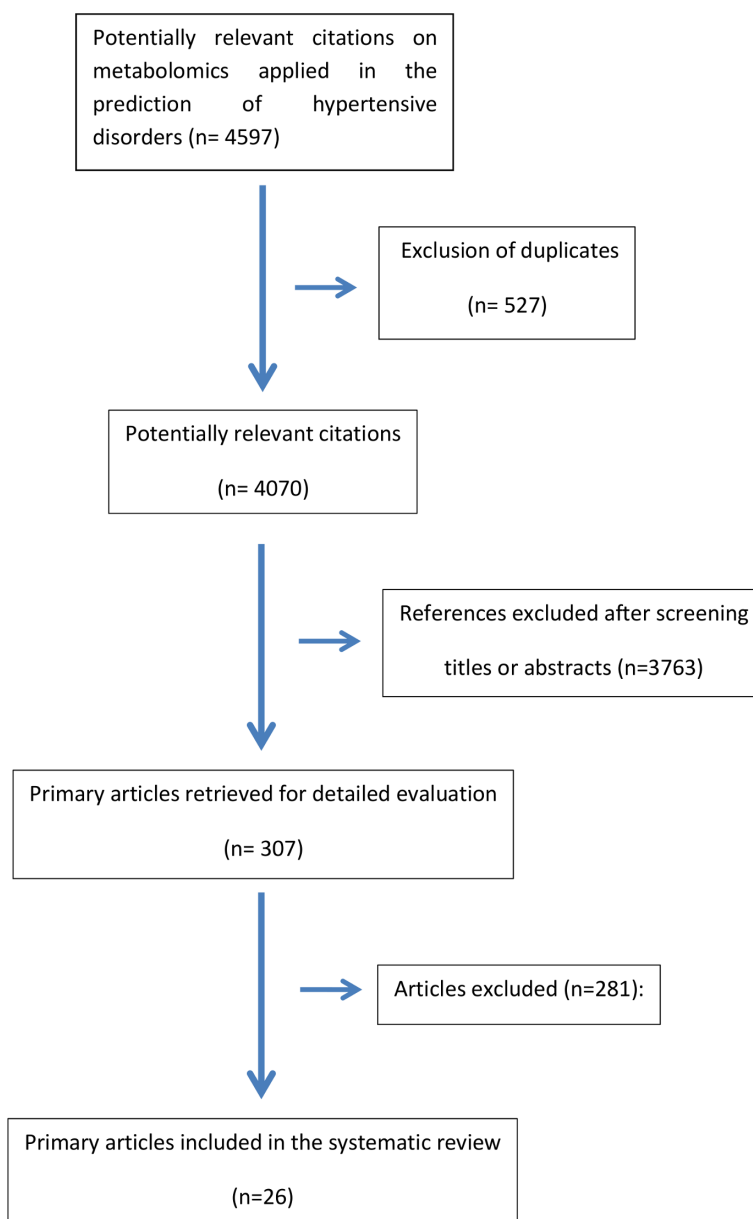 Potentially relevant citations on
metabolomics applied in the
prediction of hypertensive
disorders (n= 4597)
Exclusion of duplicates
(n= 527)
Potentially relevant citations
(n= 4070)
References excluded after screening
titles or abstracts (n=3763)
Primary articles retrieved for detailed evaluation
(n= 307)
Articles excluded (n=281):
Primary articles included in the systematic review
(n=26)